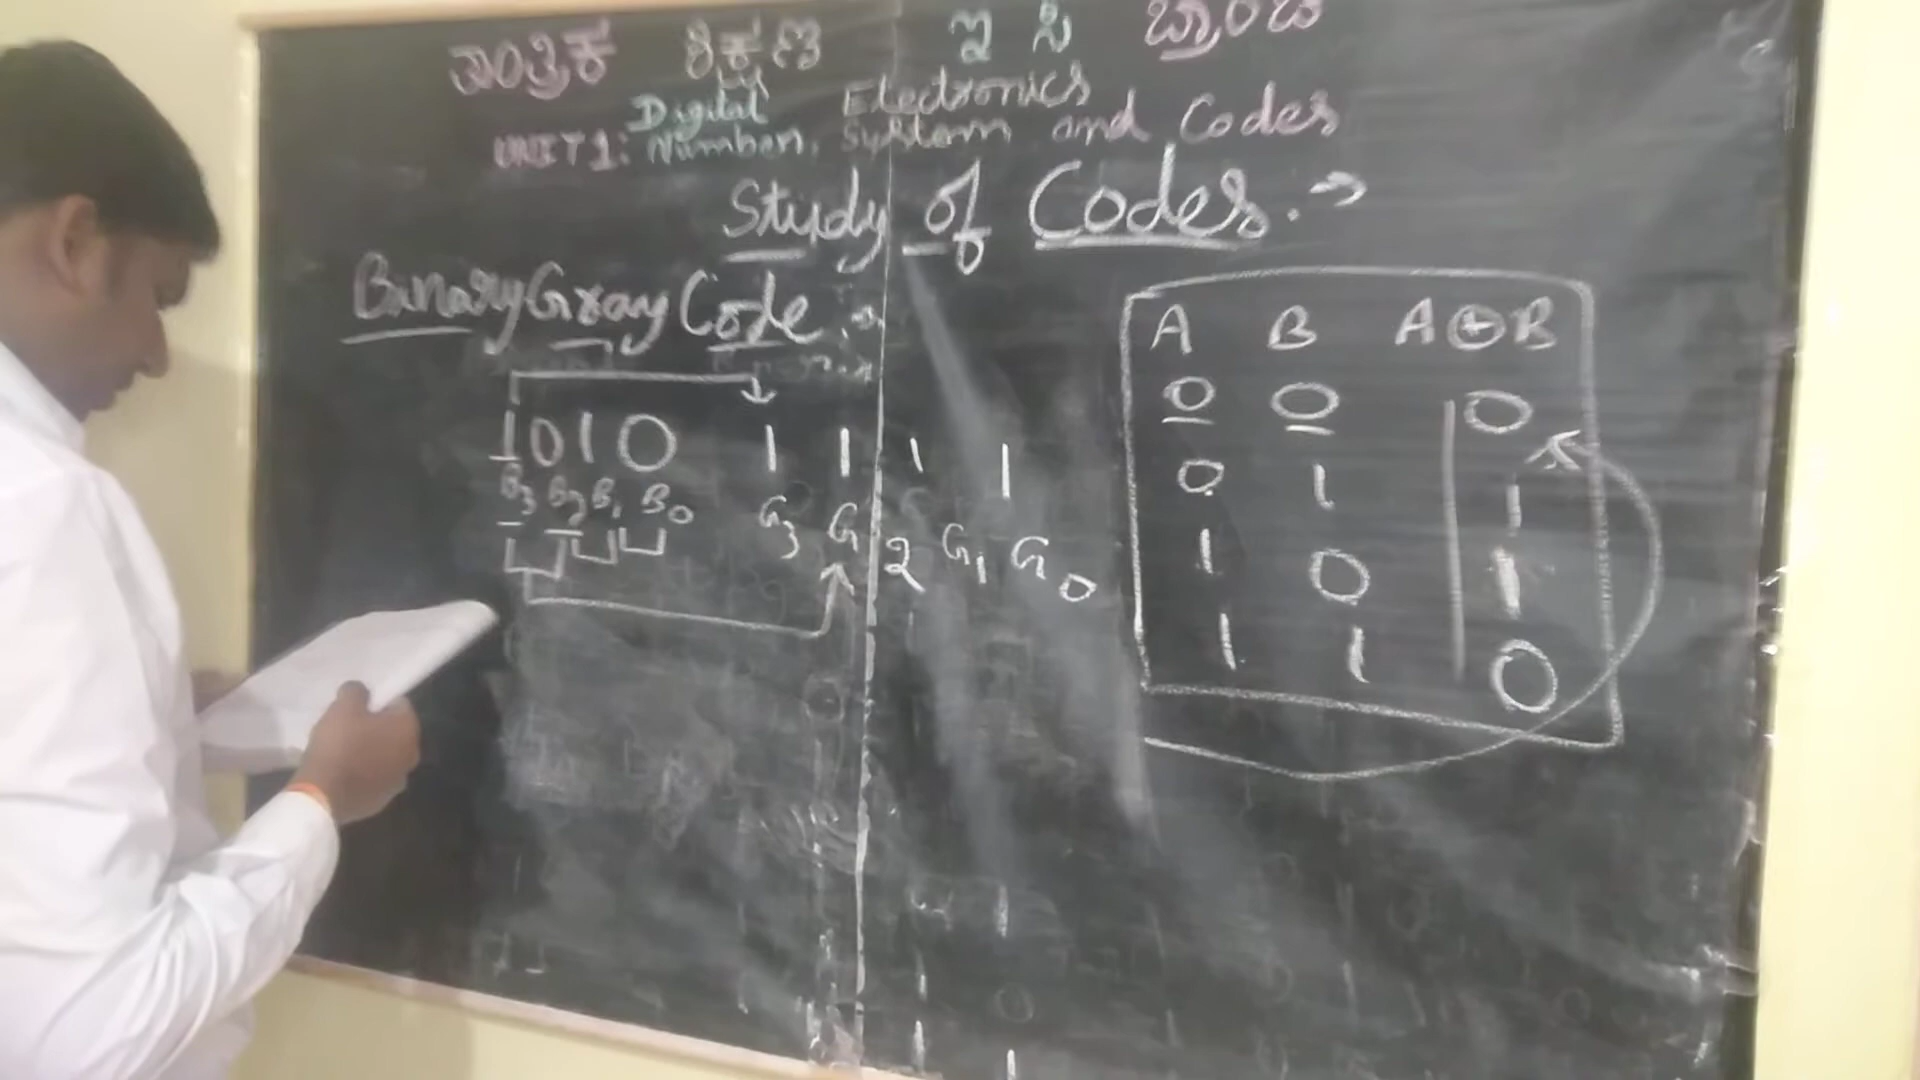 ತಾಂತ್ರಿಕ ಶಿಕ್ಷಣ ಇ ಸಿ ಬ್ರಾಂಚ
by
Digital Electronics
UNIT 1: Number, System and Codes
Study of Codes. →
Binary Gray Code
1010 1 1 1 1
B3 B2 B1 B0 G3 G2 G1 G0
A B A⊕B
0 0 0
0 1 1
1 0 1
1 1 0